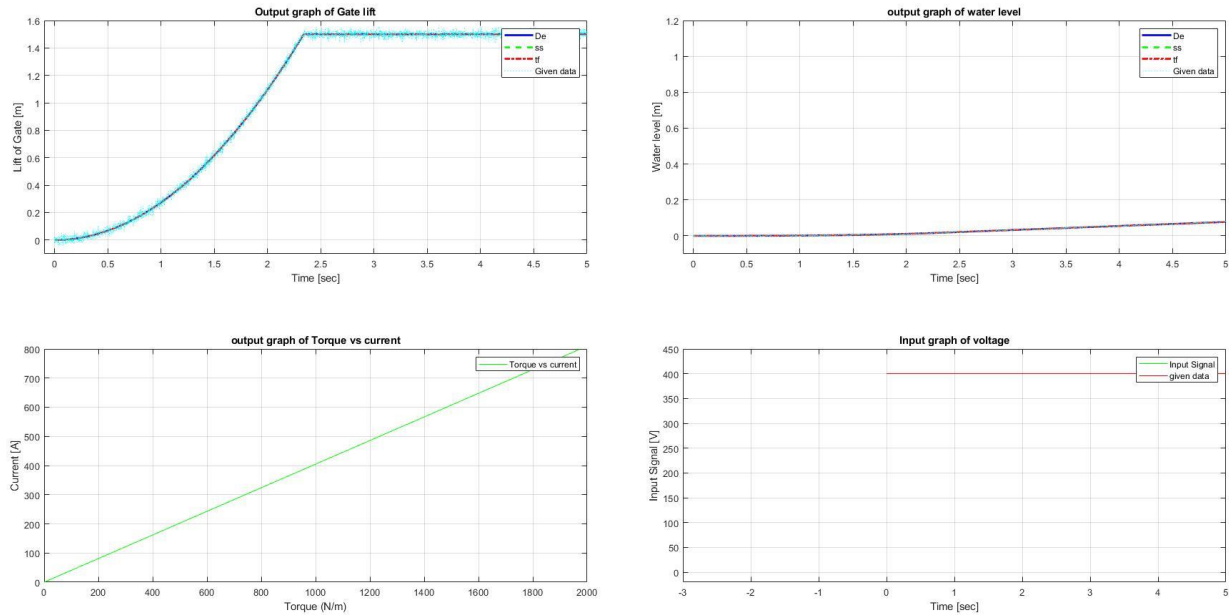 Output graph of Gate lift
1.6
1.4
1.2
1
0.8
0.6
0.4
0.2
0
Lift of Gate [m]
De
ss
tf
Given data
0 0.5 1 1.5 2 2.5 3 3.5 4 4.5 5
Time [sec]
output graph of water level
1.2
1
0.8
0.6
0.4
0.2
0
Water level [m]
De
ss
tf
Given data
0 0.5 1 1.5 2 2.5 3 3.5 4 4.5 5
Time [sec]
output graph of Torque vs current
800
700
600
500
400
300
200
100
0
Current [A]
Torque vs current
0 200 400 600 800 1000 1200 1400 1600 1800 2000
Torque (N/m)
Input graph of voltage
450
400
350
300
250
200
150
100
50
0
Input Signal [V]
Input Signal
given data
-3 -2 -1 0 1 2 3 4 5
Time [sec]